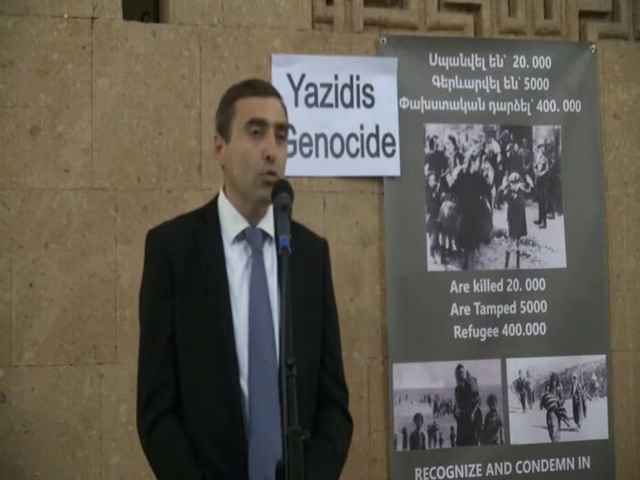 Yazidis
Genocide
Սպանվել են՝ 20. 000
Գերևարվել են՝ 5000
Փախստական դարձել՝ 400. 000
Are killed 20. 000
Are Tamped 5000
Refugee 400.000
RECOGNIZE AND CONDEMN IN